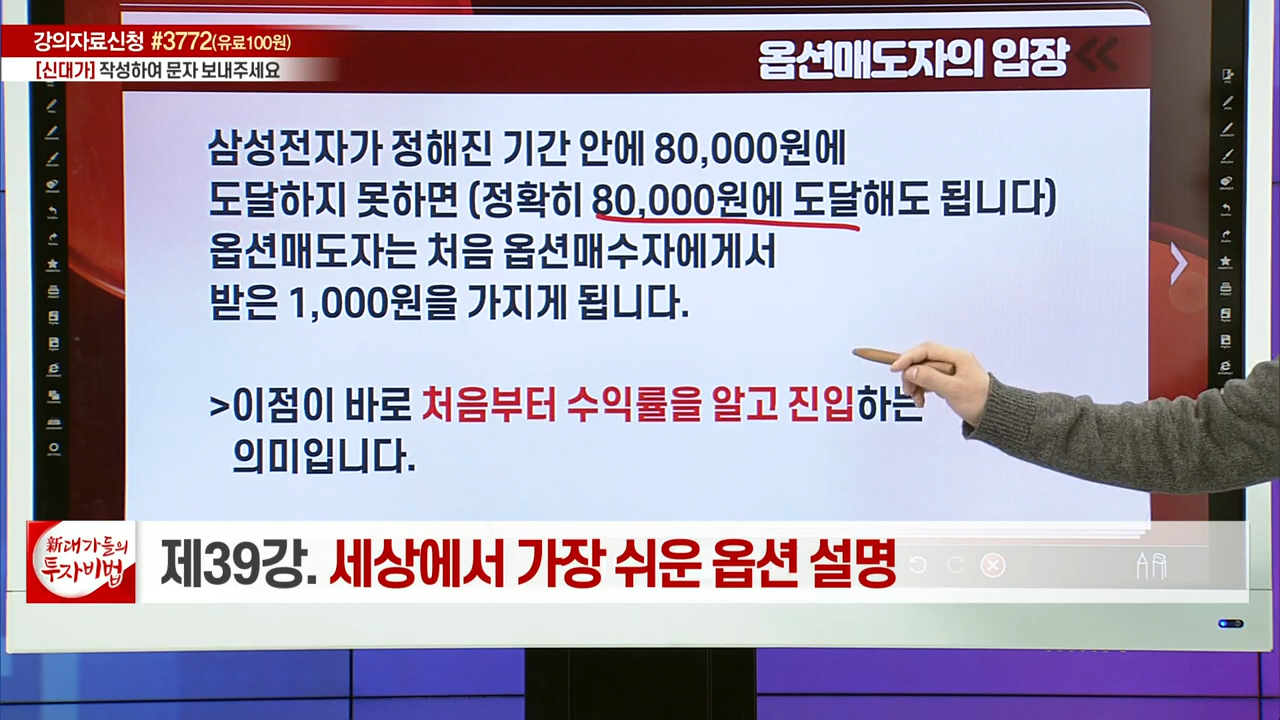 강의자료신청 #3772(유료100원)
[신대가] 작성하여 문자 보내주세요
옵션매도자의 입장
삼성전자가 정해진 기간 안에 80,000원에
도달하지 못하면 (정확히 80,000원에 도달해도 됩니다)
옵션매도자는 처음 옵션매수자에게서
받은 1,000원을 가지게 됩니다.
>이점이 바로 처음부터 수익률을 알고 진입하는
의미입니다.
新대가들의
투자비법
제39강. 세상에서 가장 쉬운 옵션 설명